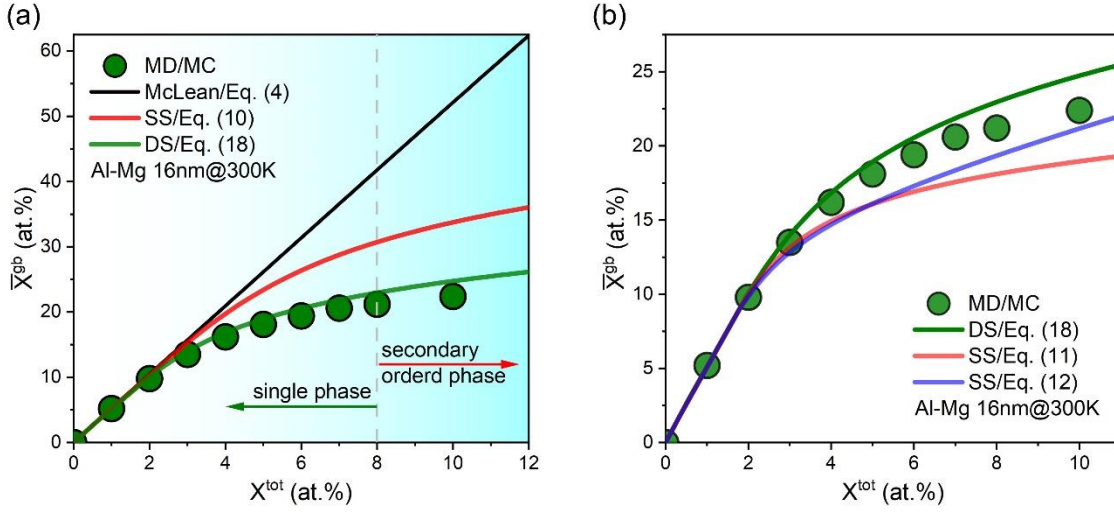 (a)
60
50
40
30
20
10
0
X̅gb (at.%)
MD/MC
McLean/Eq. (4)
SS/Eq. (10)
DS/Eq. (18)
Al-Mg 16nm@300K
secondary
orderd phase
single phase
0 2 4 6 8 10 12
Xtot (at.%)
(b)
25
20
15
10
5
0
X̅gb (at.%)
MD/MC
DS/Eq. (18)
SS/Eq. (11)
SS/Eq. (12)
Al-Mg 16nm@300K
0 2 4 6 8 10
Xtot (at.%)